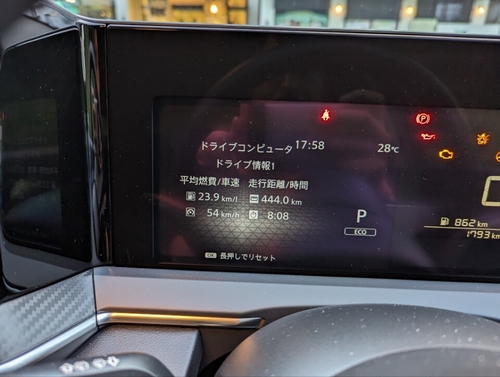 ドライブコンピュータ 17:58 28℃
ドライブ情報1
平均燃費/車速 走行距離/時間
23.9 km/l 444.0 km
54 km/h 8:08
P
ECO
862 km
1793 km
OK 長押しでリセット